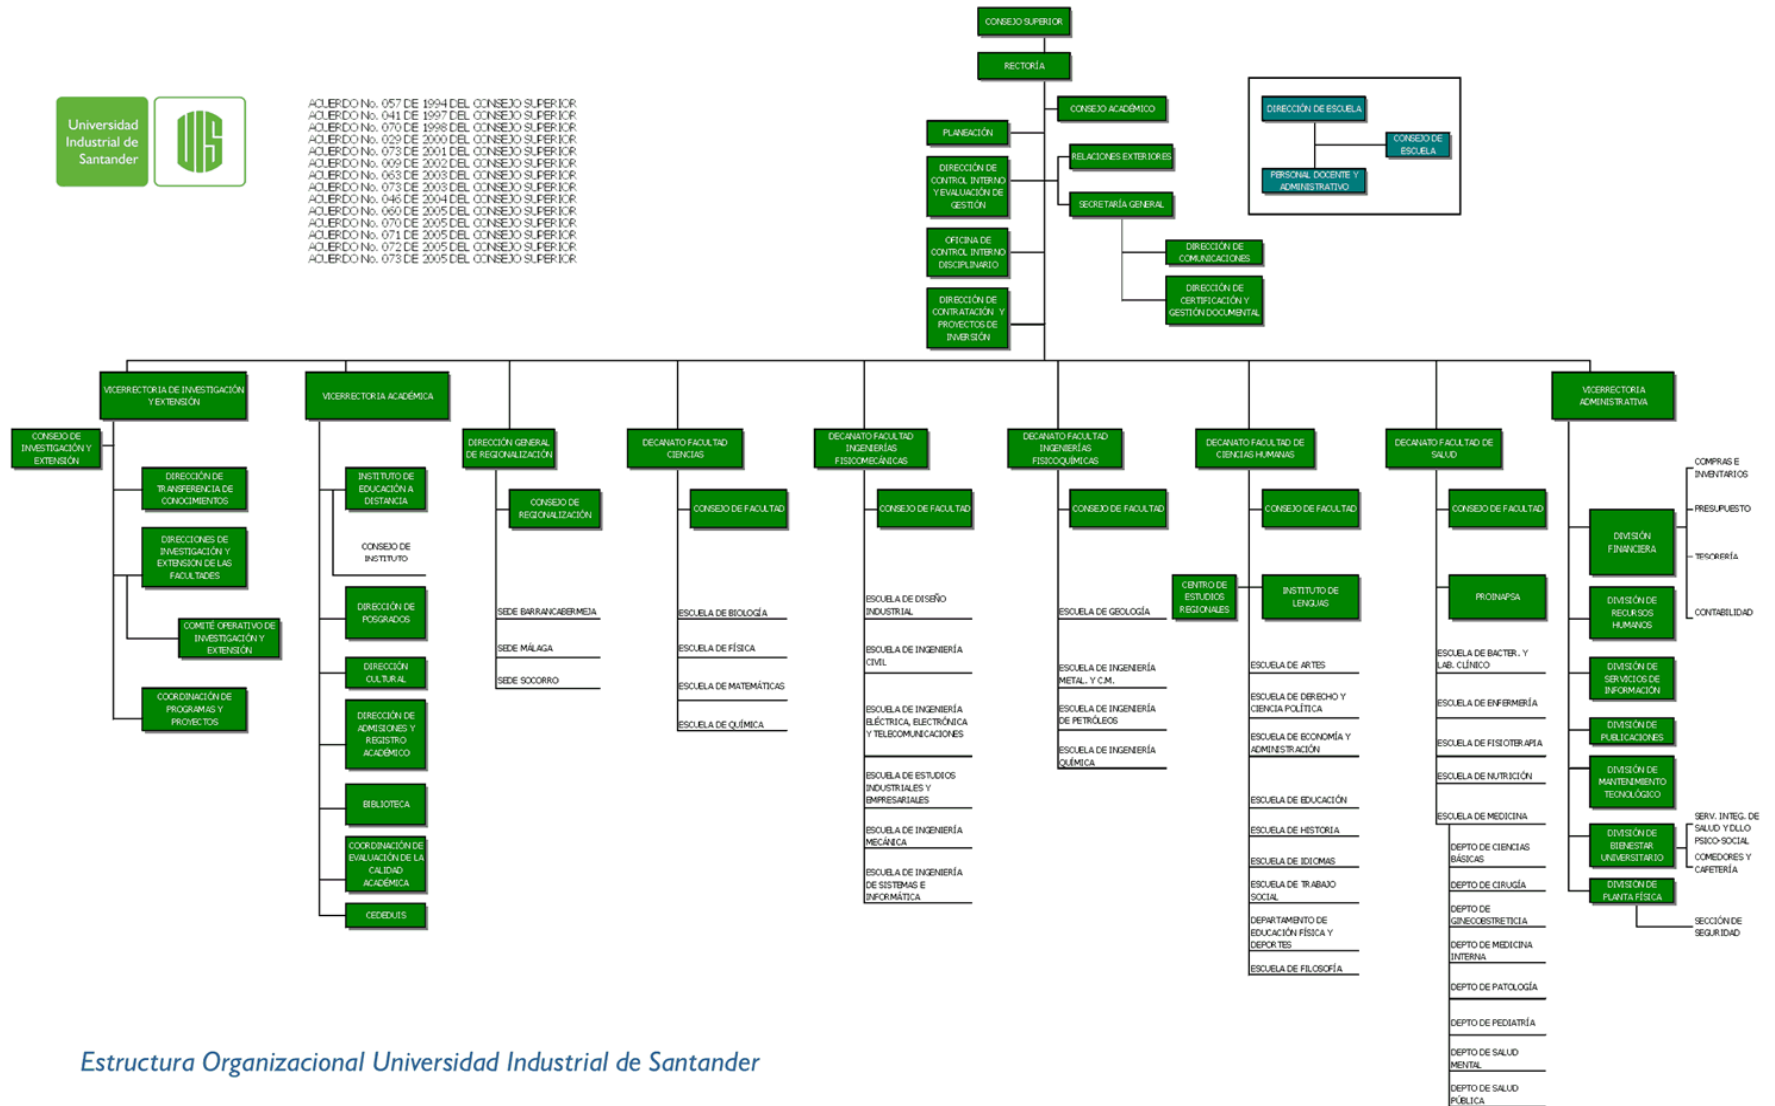 CONSEJO SUPERIOR
RECTORÍA
Universidad
Industrial de
Santander
UIS
ACUERDO No. 057 DE 1994 DEL CONSEJO SUPERIOR
ACUERDO No. 041 DE 1997 DEL CONSEJO SUPERIOR
ACUERDO No. 070 DE 1998 DEL CONSEJO SUPERIOR
ACUERDO No. 029 DE 2000 DEL CONSEJO SUPERIOR
ACUERDO No. 073 DE 2001 DEL CONSEJO SUPERIOR
ACUERDO No. 009 DE 2002 DEL CONSEJO SUPERIOR
ACUERDO No. 063 DE 2003 DEL CONSEJO SUPERIOR
ACUERDO No. 073 DE 2003 DEL CONSEJO SUPERIOR
ACUERDO No. 046 DE 2004 DEL CONSEJO SUPERIOR
ACUERDO No. 060 DE 2005 DEL CONSEJO SUPERIOR
ACUERDO No. 070 DE 2005 DEL CONSEJO SUPERIOR
ACUERDO No. 071 DE 2005 DEL CONSEJO SUPERIOR
ACUERDO No. 072 DE 2005 DEL CONSEJO SUPERIOR
ACUERDO No. 073 DE 2005 DEL CONSEJO SUPERIOR
CONSEJO ACADÉMICO
PLANEACIÓN
RELACIONES EXTERIORES
DIRECCIÓN DE
CONTROL INTERNO
Y EVALUACIÓN DE
GESTIÓN
SECRETARÍA GENERAL
OFICINA DE
CONTROL INTERNO
DISCIPLINARIO
DIRECCIÓN DE
COMUNICACIONES
DIRECCIÓN DE
CERTIFICACIÓN Y
GESTIÓN DOCUMENTAL
DIRECCIÓN DE
CONTRATACIÓN Y
PROYECTOS DE
INVERSIÓN
DIRECCIÓN DE ESCUELA
CONSEJO DE
ESCUELA
PERSONAL DOCENTE Y
ADMINISTRATIVO
VICERRECTORIA DE INVESTIGACIÓN
Y EXTENSIÓN
CONSEJO DE
INVESTIGACIÓN Y
EXTENSIÓN
DIRECCIÓN DE
TRANSFERENCIA DE
CONOCIMIENTOS
DIRECCIONES DE
INVESTIGACIÓN Y
EXTENSIÓN DE LAS
FACULTADES
COMITÉ OPERATIVO DE
INVESTIGACIÓN Y
EXTENSIÓN
COORDINACIÓN DE
PROGRAMAS Y
PROYECTOS
VICERRECTORIA ACADÉMICA
INSTITUTO DE
EDUCACIÓN A
DISTANCIA
CONSEJO DE
INSTITUTO
DIRECCIÓN DE
POSGRADOS
DIRECCIÓN
CULTURAL
DIRECCIÓN DE
ADMISIONES Y
REGISTRO
ACADÉMICO
BIBLIOTECA
COORDINACIÓN DE
EVALUACIÓN DE LA
CALIDAD
ACADÉMICA
CEDEDUIS
DIRECCIÓN GENERAL
DE REGIONALIZACIÓN
CONSEJO DE
REGIONALIZACIÓN
SEDE BARRANCABERMEJA
SEDE MÁLAGA
SEDE SOCORRO
DECANATO FACULTAD
CIENCIAS
CONSEJO DE FACULTAD
ESCUELA DE BIOLOGÍA
ESCUELA DE FÍSICA
ESCUELA DE MATEMÁTICAS
ESCUELA DE QUÍMICA
DECANATO FACULTAD
INGENIERÍAS
FISICOMECÁNICAS
CONSEJO DE FACULTAD
ESCUELA DE DISEÑO
INDUSTRIAL
ESCUELA DE INGENIERÍA
CIVIL
ESCUELA DE INGENIERÍA
ELÉCTRICA, ELECTRÓNICA
Y TELECOMUNICACIONES
ESCUELA DE ESTUDIOS
INDUSTRIALES Y
EMPRESARIALES
ESCUELA DE INGENIERÍA
MECÁNICA
ESCUELA DE INGENIERÍA
DE SISTEMAS E
INFORMÁTICA
DECANATO FACULTAD
INGENIERÍAS
FISICOQUÍMICAS
CONSEJO DE FACULTAD
ESCUELA DE GEOLOGÍA
ESCUELA DE INGENIERÍA
METAL. Y C.M.
ESCUELA DE INGENIERÍA
DE PETRÓLEOS
ESCUELA DE INGENIERÍA
QUÍMICA
DECANATO FACULTAD DE
CIENCIAS HUMANAS
CONSEJO DE FACULTAD
CENTRO DE
ESTUDIOS
REGIONALES
INSTITUTO DE
LENGUAS
ESCUELA DE ARTES
ESCUELA DE DERECHO Y
CIENCIA POLÍTICA
ESCUELA DE ECONOMÍA Y
ADMINISTRACIÓN
ESCUELA DE EDUCACIÓN
ESCUELA DE HISTORIA
ESCUELA DE IDIOMAS
ESCUELA DE TRABAJO
SOCIAL
DEPARTAMENTO DE
EDUCACIÓN FÍSICA Y
DEPORTES
ESCUELA DE FILOSOFÍA
DECANATO FACULTAD DE
SALUD
CONSEJO DE FACULTAD
PROINAPSA
ESCUELA DE BACTER. Y
LAB. CLÍNICO
ESCUELA DE ENFERMERÍA
ESCUELA DE FISIOTERAPIA
ESCUELA DE NUTRICIÓN
ESCUELA DE MEDICINA
DEPTO DE CIENCIAS
BÁSICAS
DEPTO DE CIRUGÍA
DEPTO DE
GINECOBSTRETICIA
DEPTO DE MEDICINA
INTERNA
DEPTO DE PATOLOGÍA
DEPTO DE PEDIATRÍA
DEPTO DE SALUD
MENTAL
DEPTO DE SALUD
PÚBLICA
VICERRECTORIA
ADMINISTRATIVA
DIVISIÓN
FINANCIERA
COMPRAS E
INVENTARIOS
PRESUPUESTO
TESORERÍA
CONTABILIDAD
DIVISIÓN DE
RECURSOS
HUMANOS
DIVISIÓN DE
SERVICIOS DE
INFORMACIÓN
DIVISIÓN DE
PUBLICACIONES
DIVISIÓN DE
MANTENIMIENTO
TECNOLÓGICO
DIVISIÓN DE
BIENESTAR
UNIVERSITARIO
SERV. INTEG. DE
SALUD Y DLLO
PSICO-SOCIAL
COMEDORES Y
CAFETERÍA
DIVISIÓN DE
PLANTA FÍSICA
SECCIÓN DE
SEGURIDAD
Estructura Organizacional Universidad Industrial de Santander